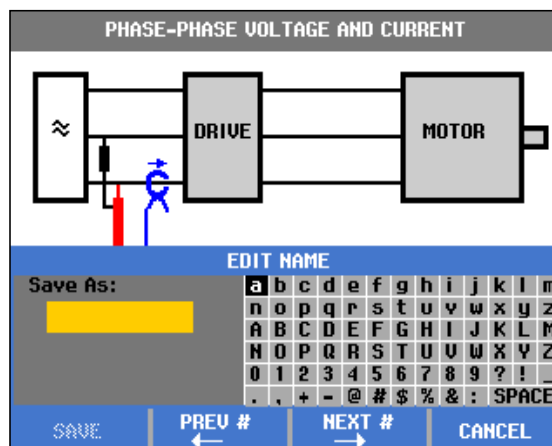 PHASE-PHASE VOLTAGE AND CURRENT
≈
DRIVE
MOTOR
EDIT NAME
Save As:
a b c d e f g h i j k l m
n o p q r s t u v w x y z
A B C D E F G H I J K L M
N O P Q R S T U V W X Y Z
0 1 2 3 4 5 6 7 8 9 ? ! _
. , + - @ # $ % & : SPACE
SAVE
PREV #
NEXT #
CANCEL